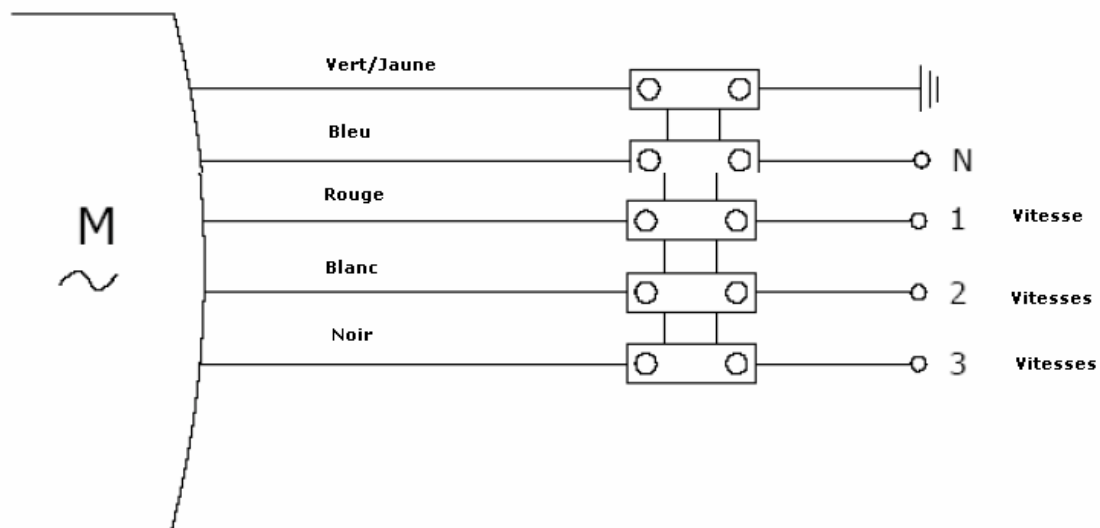 Vert/Jaune
Bleu
N
Rouge
1 Vitesse
M
Blanc
2 Vitesses
Noir
3 Vitesses